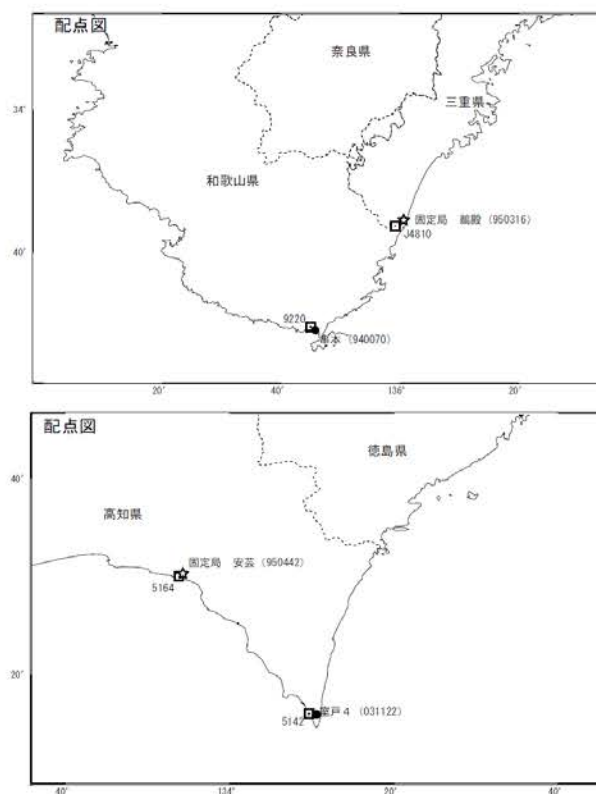 配点図
奈良県
34′
三重県
和歌山県
固定局 鵜殿 (950316)
J4810
40′
9220
串本 (940070)
20′
40′
136°
20′
配点図
徳島県
40′
高知県
固定局 安芸 (950442)
5164
20′
室戸4 (031122)
5142
40′
134°
20′
40′